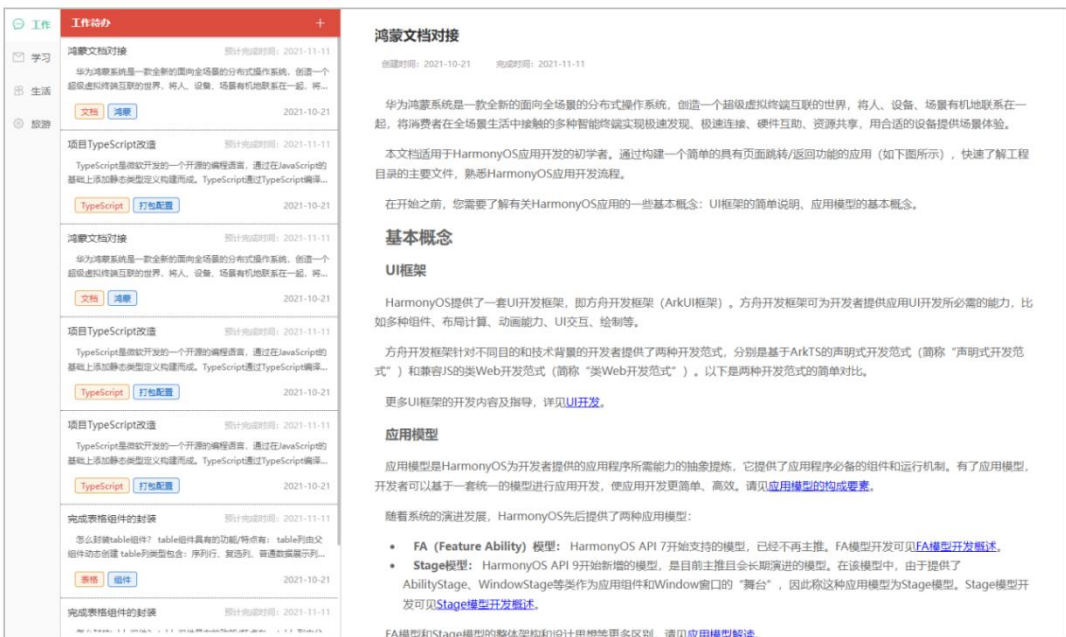 工作
学习
生活
旅游
工作待办
+
鸿蒙文档对接 预计完成时间：2021-11-11
华为鸿蒙系统是一款全新的面向全场景的分布式操作系统，创造一个
超级虚拟终端互联的世界，将人、设备、场景有机地联系在一起，将...
文档 鸿蒙 2021-10-21
项目TypeScript改造 预计完成时间：2021-11-11
TypeScript是微软开发的一个开源的编程语言，通过在JavaScript的
基础上添加静态类型定义构建而成。TypeScript通过TypeScript编译...
TypeScript 打包配置 2021-10-21
鸿蒙文档对接 预计完成时间：2021-11-11
华为鸿蒙系统是一款全新的面向全场景的分布式操作系统，创造一个
超级虚拟终端互联的世界，将人、设备、场景有机地联系在一起，将...
文档 鸿蒙 2021-10-21
项目TypeScript改造 预计完成时间：2021-11-11
TypeScript是微软开发的一个开源的编程语言，通过在JavaScript的
基础上添加静态类型定义构建而成。TypeScript通过TypeScript编译...
TypeScript 打包配置 2021-10-21
项目TypeScript改造 预计完成时间：2021-11-11
TypeScript是微软开发的一个开源的编程语言，通过在JavaScript的
基础上添加静态类型定义构建而成。TypeScript通过TypeScript编译...
TypeScript 打包配置 2021-10-21
完成表格组件的封装 预计完成时间：2021-11-11
怎么封装table组件？ table组件具有的功能/特点有： table列由父
组件动态创建 table列类型包含：序列行、复选列、普通数据展示列...
表格 组件 2021-10-21
完成表格组件的封装 预计完成时间：2021-11-11
鸿蒙文档对接
创建时间：2021-10-21 完成时间：2021-11-11
华为鸿蒙系统是一款全新的面向全场景的分布式操作系统，创造一个超级虚拟终端互联的世界，将人、设备、场景有机地联系在一
起，将消费者在全场景生活中接触的多种智能终端实现极速发现、极速连接、硬件互助、资源共享，用合适的设备提供场景体验。
本文档适用于HarmonyOS应用开发的初学者。通过构建一个简单的具有页面跳转/返回功能的应用（如下图所示），快速了解工程
目录的主要文件，熟悉HarmonyOS应用开发流程。
在开始之前，您需要了解有关HarmonyOS应用的一些基本概念：UI框架的简单说明、应用模型的基本概念。
基本概念
UI框架
HarmonyOS提供了一套UI开发框架，即方舟开发框架（ArkUI框架）。方舟开发框架可为开发者提供应用UI开发所必需的能力，比
如多种组件、布局计算、动画能力、UI交互、绘制等。
方舟开发框架针对不同目的和技术背景的开发者提供了两种开发范式，分别是基于ArkTS的声明式开发范式（简称“声明式开发范
式”）和兼容JS的类Web开发范式（简称“类Web开发范式”）。以下是两种开发范式的简单对比。
更多UI框架的开发内容及指导，详见UI开发。
应用模型
应用模型是HarmonyOS为开发者提供的应用程序所需能力的抽象提炼，它提供了应用程序必备的组件和运行机制。有了应用模型，
开发者可以基于一套统一的模型进行应用开发，使应用开发更简单、高效。请见应用模型的构成要素。
随着系统的演进发展，HarmonyOS先后提供了两种应用模型：
• FA（Feature Ability）模型： HarmonyOS API 7开始支持的模型，已经不再主推。FA模型开发可见FA模型开发概述。
• Stage模型： HarmonyOS API 9开始新增的模型，是目前主推且会长期演进的模型。在该模型中，由于提供了
AbilityStage、WindowStage等类作为应用组件和Window窗口的“舞台”，因此称这种应用模型为Stage模型。Stage模型开
发可见Stage模型开发概述。
FA模型和Stage模型的整体架构和设计思想等更多区别，请见应用模型解读。